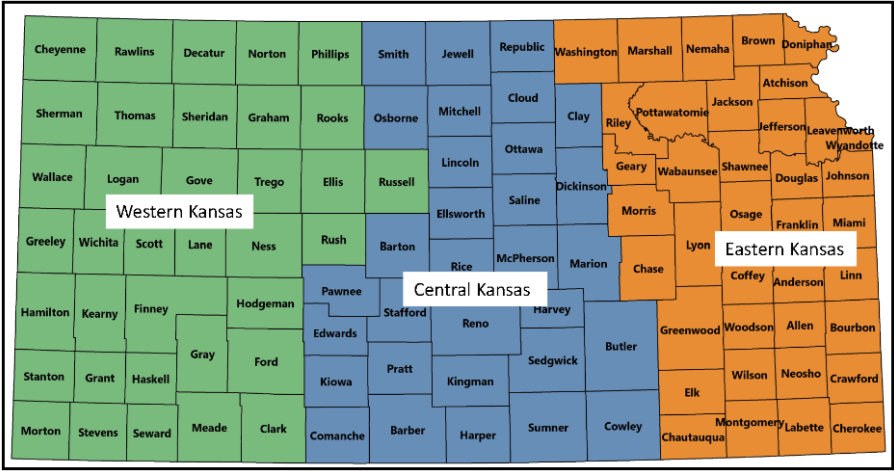 Cheyenne Rawlins Decatur Norton Phillips Smith Jewell Republic Washington Marshall Nemaha Brown Doniphan
Sherman Thomas Sheridan Graham Rooks Osborne Mitchell Cloud Clay Riley Pottawatomie Jackson Atchison
Jefferson Leavenworth
Wyandotte
Wallace Logan Gove Trego Ellis Russell Lincoln Ottawa Dickinson Geary Wabaunsee Shawnee Douglas Johnson
Western Kansas
Ellsworth Saline Morris Osage Franklin Miami
Greeley Wichita Scott Lane Ness Rush Barton Rice McPherson Marion Chase Lyon
Eastern Kansas
Coffey Anderson Linn
Central Kansas
Hamilton Kearny Finney Hodgeman Pawnee Stafford Reno Harvey
Edwards Greenwood Woodson Allen Bourbon
Gray Ford Sedgwick Butler
Stanton Grant Haskell Kiowa Pratt Kingman Elk Wilson Neosho Crawford
Morton Stevens Seward Meade Clark Comanche Barber Harper Sumner Cowley Chautauqua Montgomery Labette Cherokee